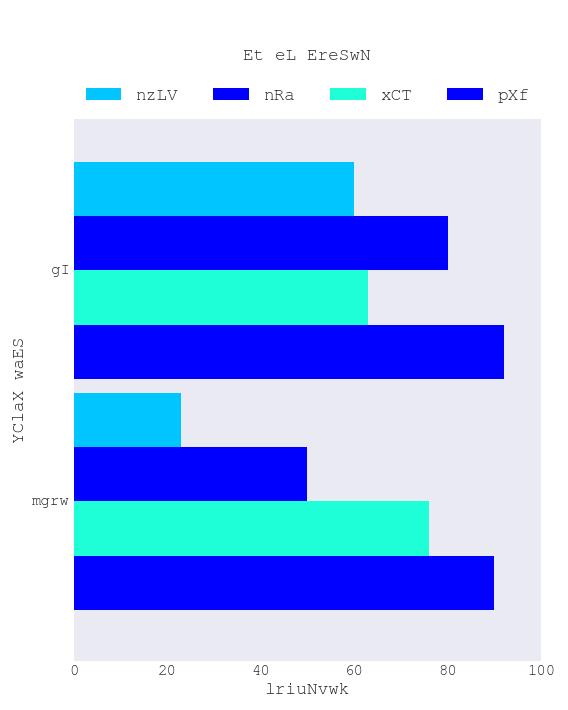 Et eL EreSwN
nzLV nRa xCT pXf
gI
YClaX waES
mgrw
0 20 40 60 80 100
lriuNvwk